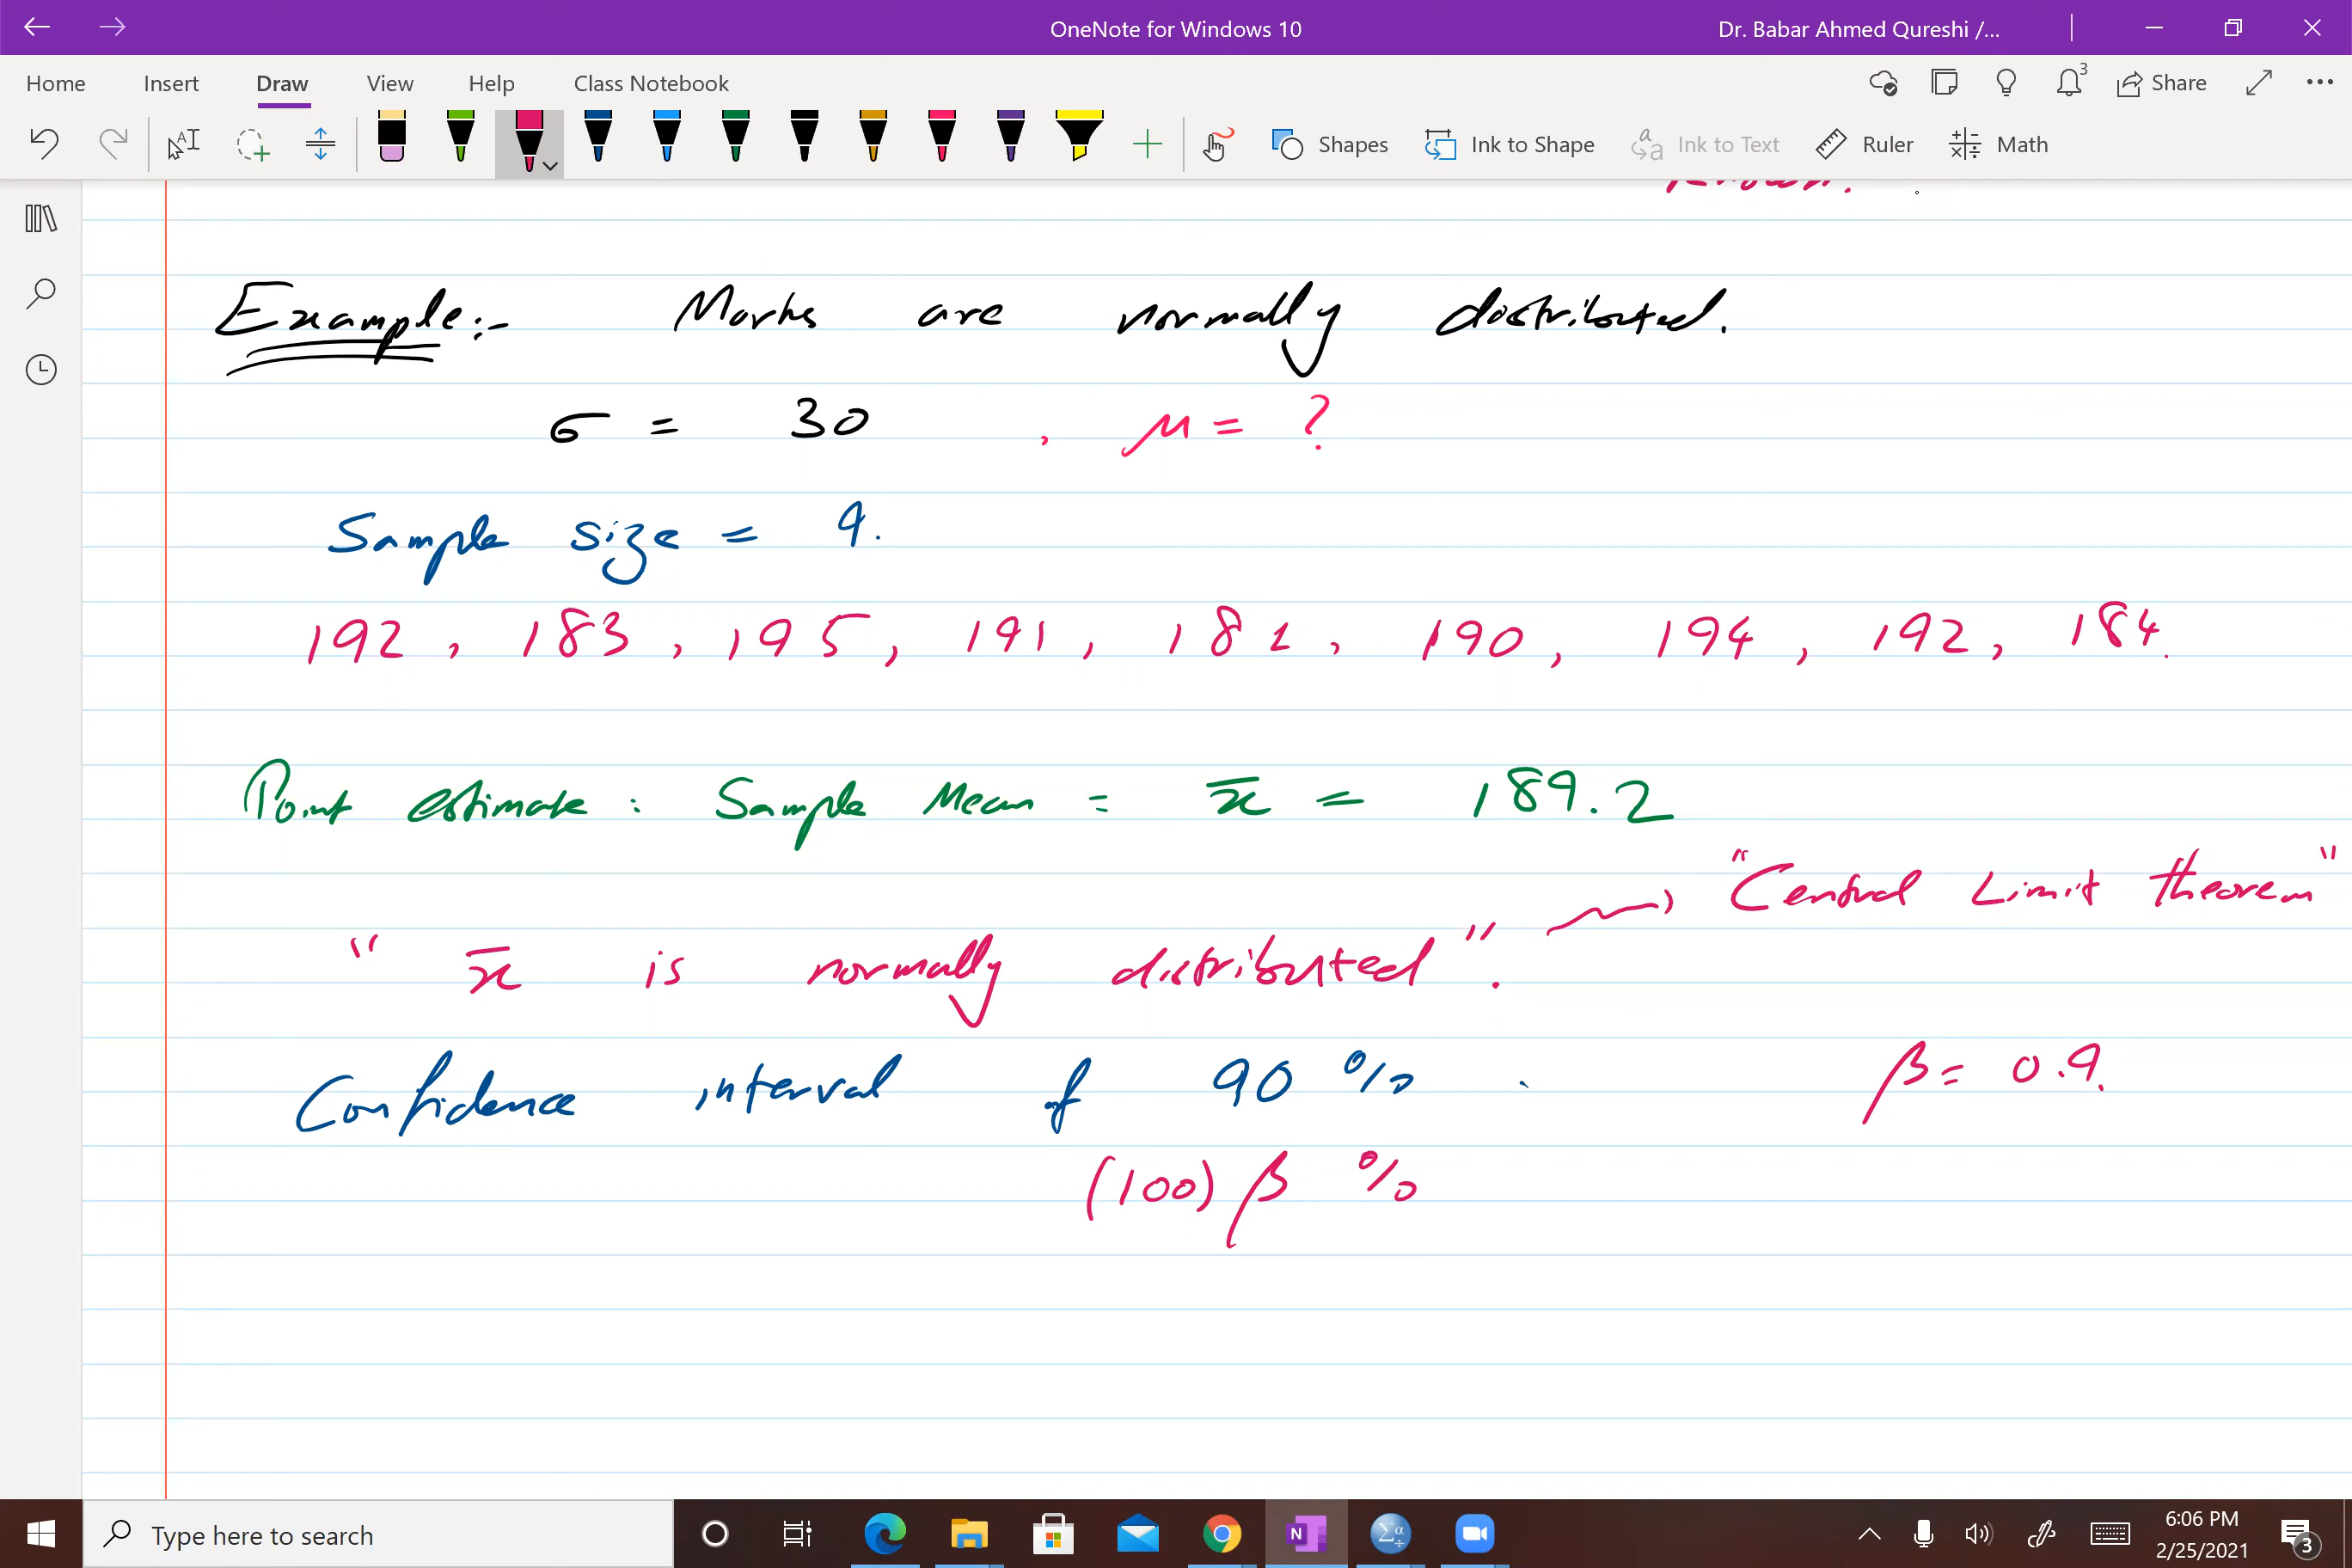 OneNote for Windows 10
Dr. Babar Ahmed Qureshi /...
Home Insert Draw View Help Class Notebook
3
Share
Shapes Ink to Shape Ink to Text Ruler Math
Example:- Marks are normally distributed.
σ = 30 , μ = ?
Sample size = 9.
192 , 183 , 195 , 191 , 182 , 190 , 194 , 192 , 184.
Point estimate : Sample Mean = x̄ = 189.2
"Central Limit theorem"
" x̄ is normally distributed ".
Confidence interval of 90 % . β = 0.9.
(100) β %
Type here to search
6:06 PM
2/25/2021
3